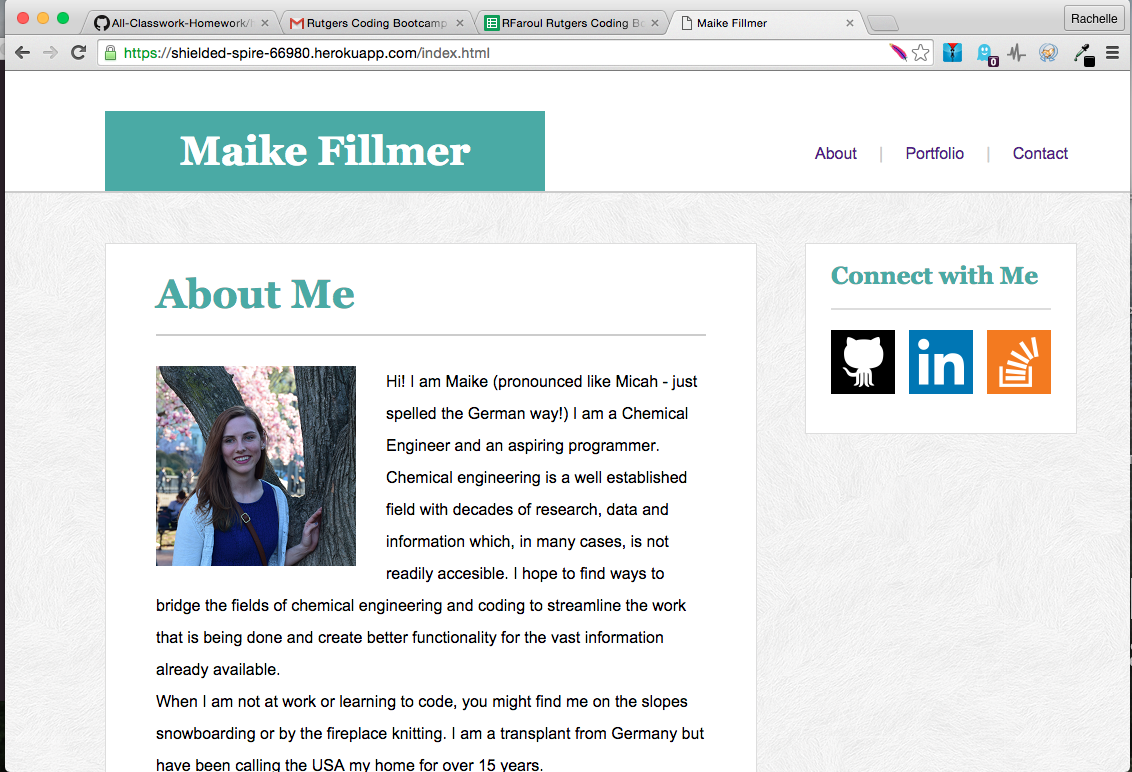 All-Classwork-Homework/
Rutgers Coding Bootcamp
RFaroul Rutgers Coding Bo
Maike Fillmer
Rachelle
https://shielded-spire-66980.herokuapp.com/index.html
0
Maike Fillmer
About | Portfolio | Contact
About Me
Connect with Me
in
Hi! I am Maike (pronounced like Micah - just
spelled the German way!) I am a Chemical
Engineer and an aspiring programmer.
Chemical engineering is a well established
field with decades of research, data and
information which, in many cases, is not
readily accesible. I hope to find ways to
bridge the fields of chemical engineering and coding to streamline the work
that is being done and create better functionality for the vast information
already available.
When I am not at work or learning to code, you might find me on the slopes
snowboarding or by the fireplace knitting. I am a transplant from Germany but
have been calling the USA my home for over 15 years.